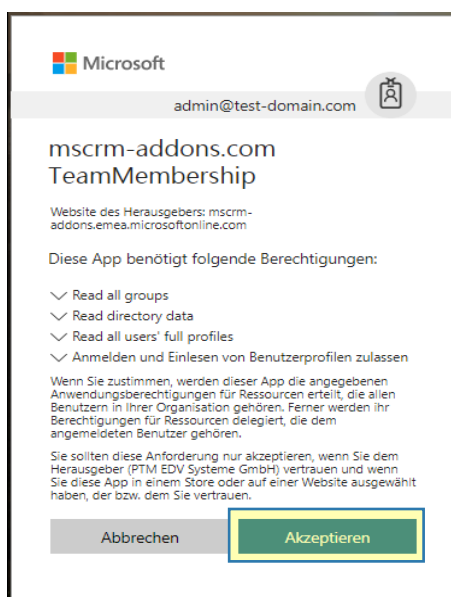 Microsoft
admin@test-domain.com
mscrm-addons.com
TeamMembership
Website des Herausgebers: mscrm-
addons.emea.microsoftonline.com
Diese App benötigt folgende Berechtigungen:
Read all groups
Read directory data
Read all users' full profiles
Anmelden und Einlesen von Benutzerprofilen zulassen
Wenn Sie zustimmen, werden dieser App die angegebenen
Anwendungsberechtigungen für Ressourcen erteilt, die allen
Benutzern in Ihrer Organisation gehören. Ferner werden ihr
Berechtigungen für Ressourcen delegiert, die dem
angemeldeten Benutzer gehören.
Sie sollten diese Anforderung nur akzeptieren, wenn Sie dem
Herausgeber (PTM EDV Systeme GmbH) vertrauen und wenn
Sie diese App in einem Store oder auf einer Website ausgewählt
haben, der bzw. dem Sie vertrauen.
Abbrechen
Akzeptieren